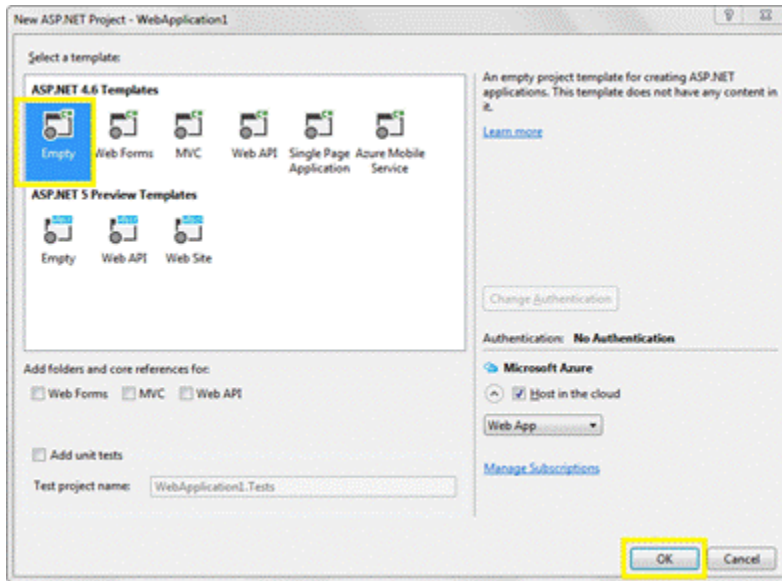 New ASP.NET Project - WebApplication1
Select a template:
ASP.NET 4.6 Templates
Empty
Web Forms
MVC
Web API
Single Page Application
Azure Mobile Service
ASP.NET 5 Preview Templates
Empty
Web API
Web Site
An empty project template for creating ASP.NET
applications. This template does not have any content in
it.
Learn more
Change Authentication
Authentication: No Authentication
Microsoft Azure
Host in the cloud
Web App
Manage Subscriptions
Add folders and core references for:
Web Forms MVC Web API
Add unit tests
Test project name: WebApplication1.Tests
OK Cancel